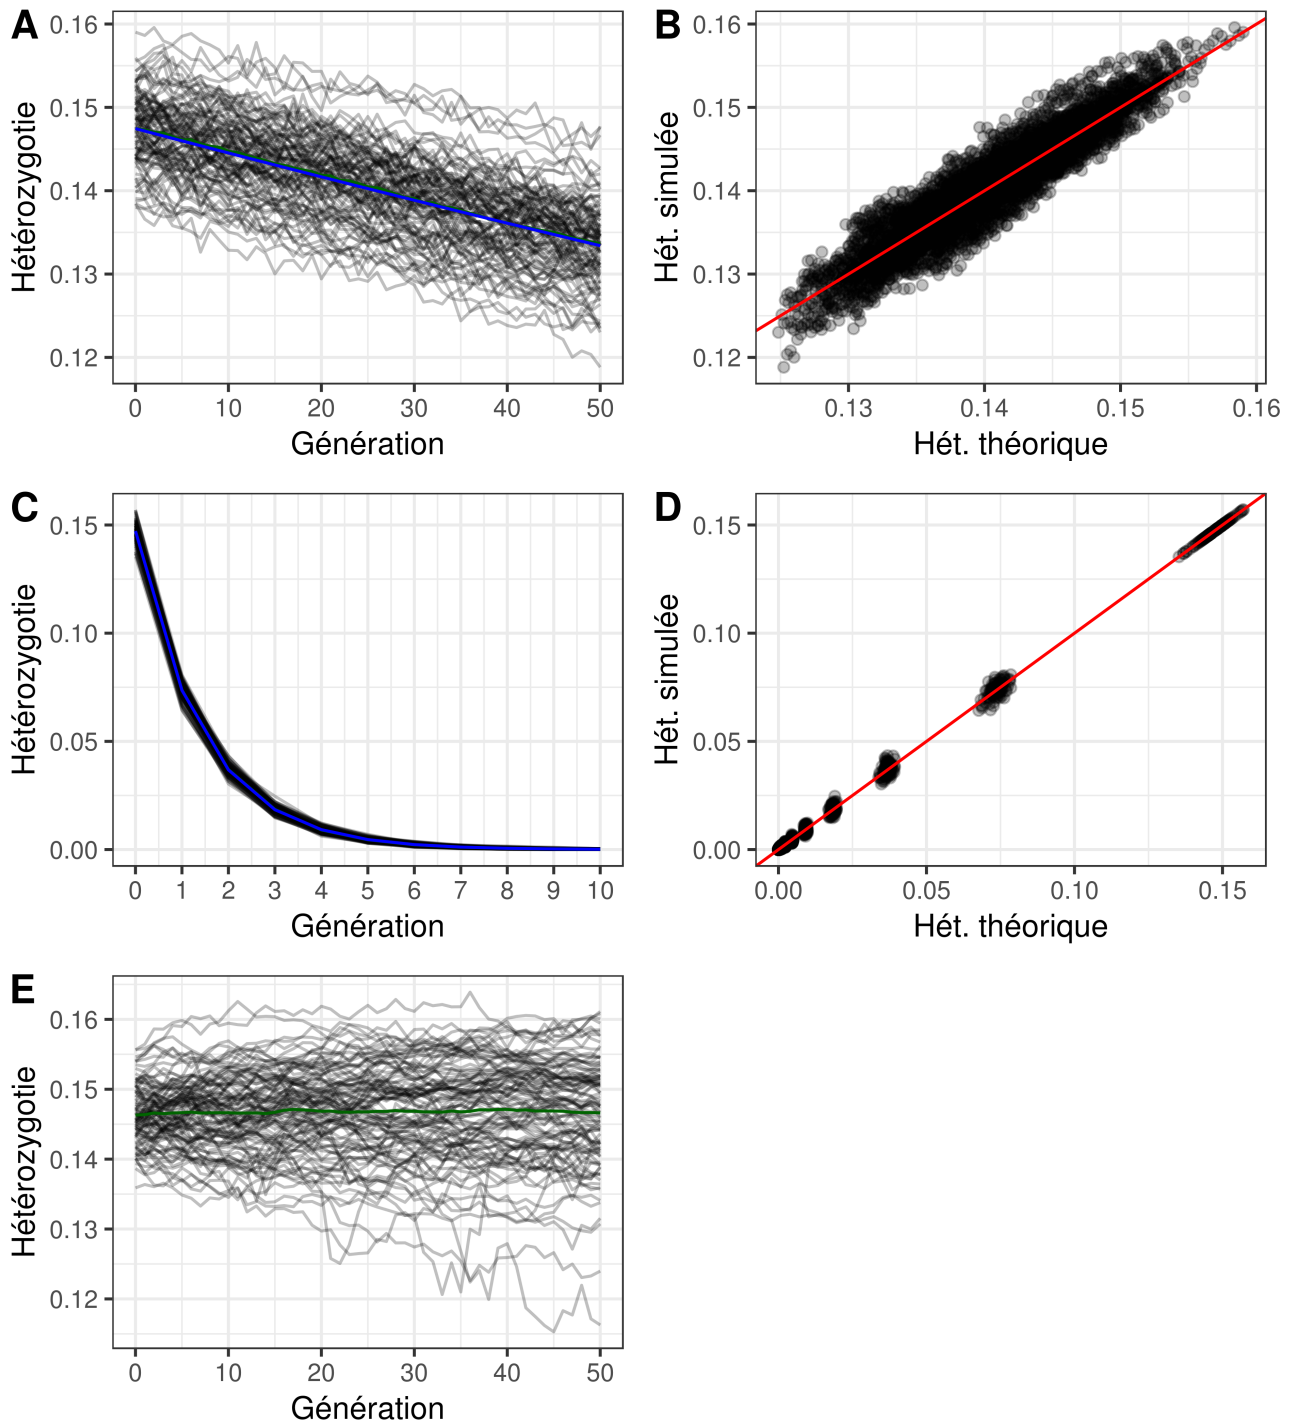 A
Hétérozygotie
0.16
0.15
0.14
0.13
0.12
0 10 20 30 40 50
Génération
B
Hét. simulée
0.16
0.15
0.14
0.13
0.12
0.13 0.14 0.15 0.16
Hét. théorique
C
Hétérozygotie
0.15
0.10
0.05
0.00
0 1 2 3 4 5 6 7 8 9 10
Génération
D
Hét. simulée
0.15
0.10
0.05
0.00
0.00 0.05 0.10 0.15
Hét. théorique
E
Hétérozygotie
0.16
0.15
0.14
0.13
0.12
0 10 20 30 40 50
Génération